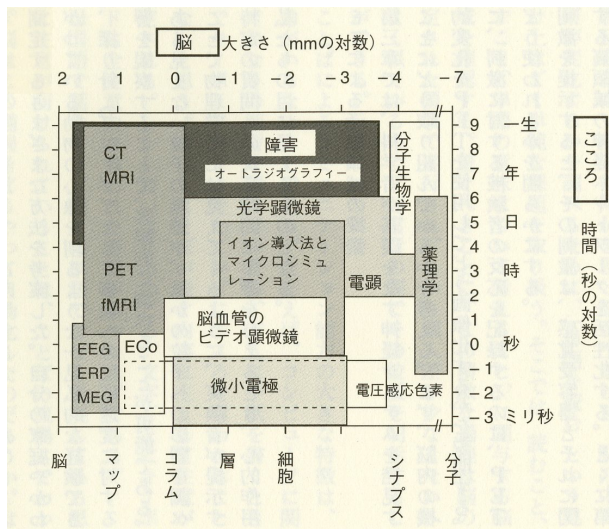 脳 大きさ（mmの対数）
2 1 0 －1 －2 －3 －4 －7
9 一生
8
7 年
6
5 日
4
3 時
2
1
0 秒
－1
－2
－3 ミリ秒
こころ
時間（秒の対数）
障害
オートラジオグラフィー
CT
MRI
PET
fMRI
光学顕微鏡
イオン導入法と
マイクロシミュ
レーション
電顕
分子生物学
薬理学
脳血管の
ビデオ顕微鏡
EEG
ERP
MEG
ECo
微小電極
電圧感応色素
脳
マップ
コラム
層
細胞
シナプス
分子